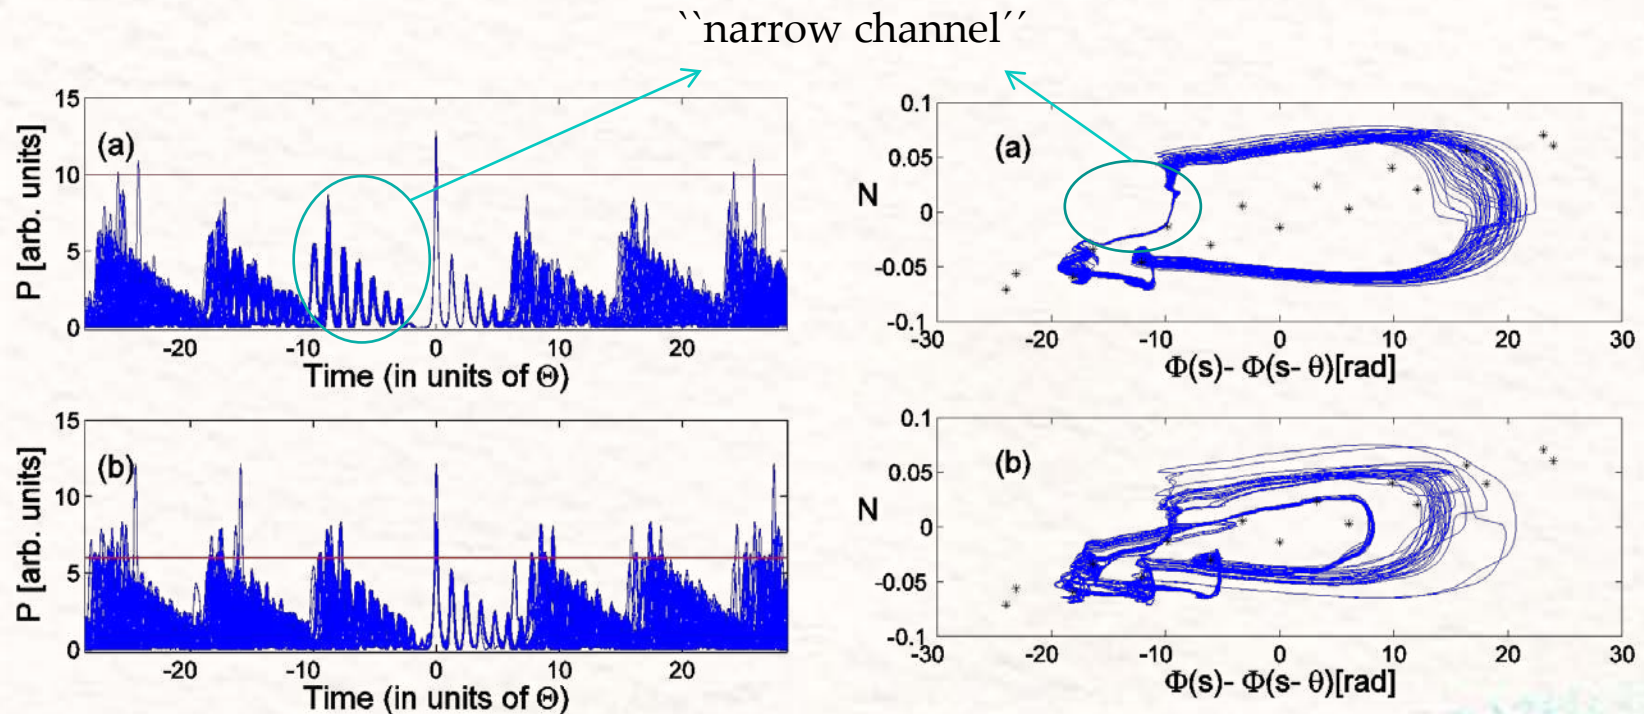 ``narrow channel´´
15
10
5
0
P [arb. units]
(a)
-20 -10 0 10 20
Time (in units of Θ)
0.1
0.05
0
-0.05
-0.1
N
(a)
-30 -20 -10 0 10 20 30
Φ(s)- Φ(s- θ)[rad]
15
10
5
0
P [arb. units]
(b)
-20 -10 0 10 20
Time (in units of Θ)
0.1
0.05
0
-0.05
-0.1
N
(b)
-30 -20 -10 0 10 20 30
Φ(s)- Φ(s- θ)[rad]